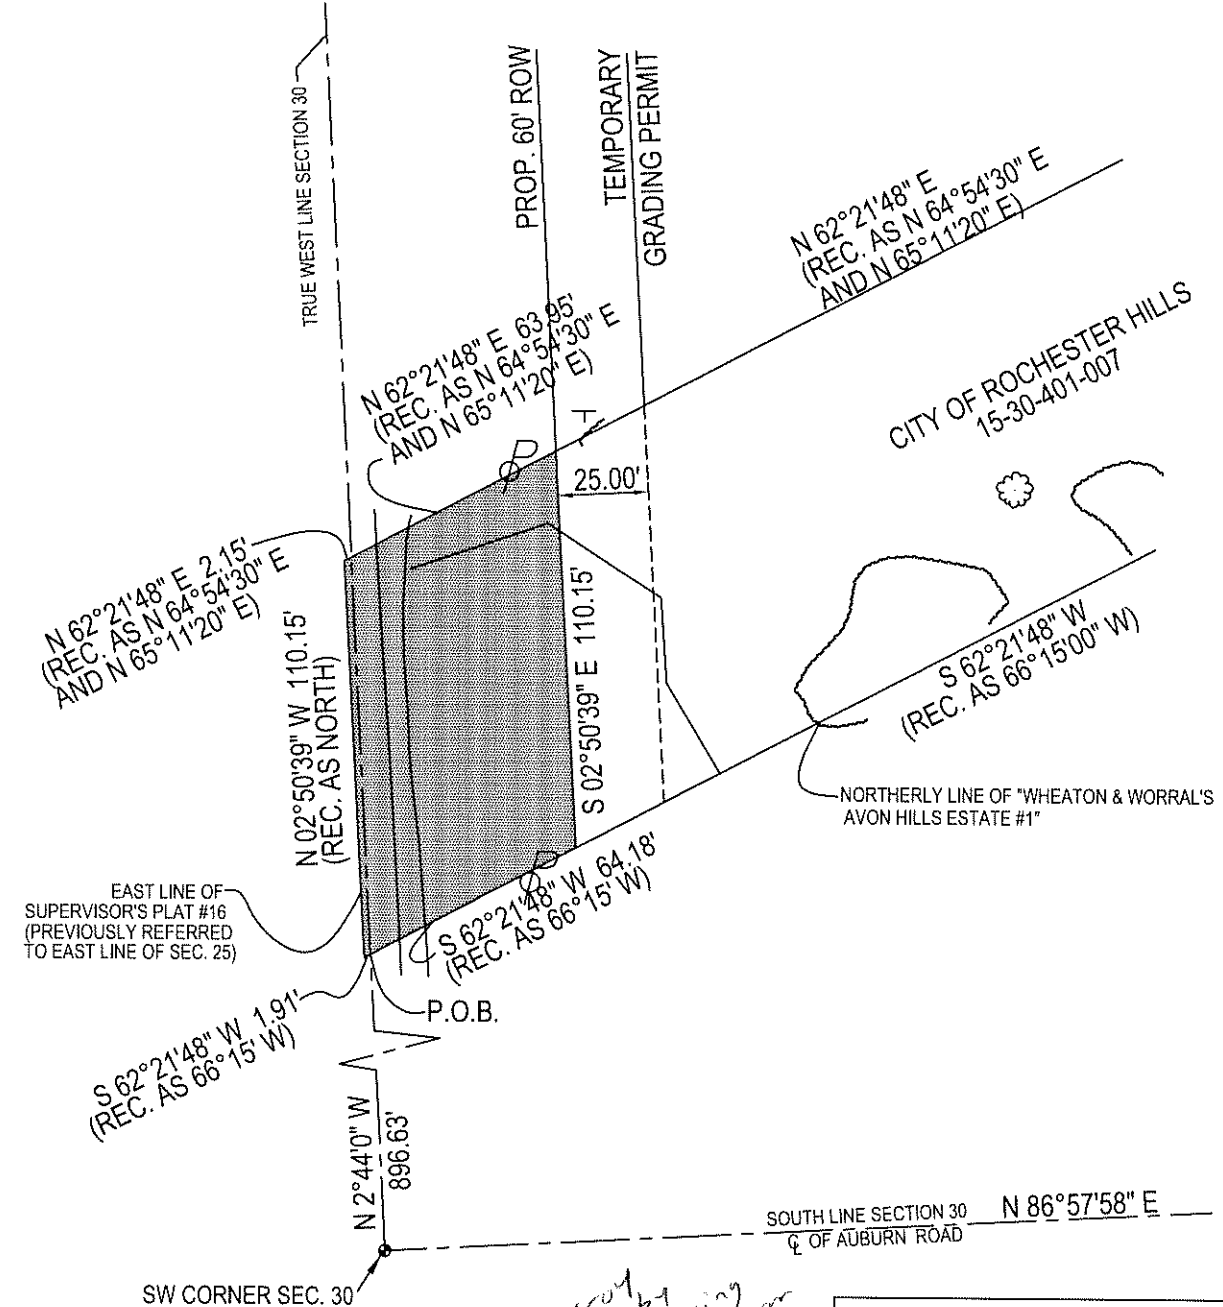 TRUE WEST LINE SECTION 30
PROP. 60' ROW
TEMPORARY
GRADING PERMIT
N 62°21'48" E
(REC. AS N 64°54'30" E
AND N 65°11'20" E)
N 62°21'48" E 63.95'
(REC. AS N 64°54'30" E
AND N 65°11'20" E)
CITY OF ROCHESTER HILLS
15-30-401-007
25.00'
N 62°21'48" E 2.15'
(REC. AS N 64°54'30" E
AND N 65°11'20" E)
N 02°50'39" W 110.15'
(REC. AS NORTH)
S 02°50'39" E 110.15'
S 62°21'48" W
(REC. AS 66°15'00" W)
NORTHERLY LINE OF "WHEATON & WORRAL'S
AVON HILLS ESTATE #1"
EAST LINE OF
SUPERVISOR'S PLAT #16
(PREVIOUSLY REFERRED
TO EAST LINE OF SEC. 25)
S 62°21'48" W 64.18'
(REC. AS 66°15' W)
S 62°21'48" W 1.91'
(REC. AS 66°15' W)
P.O.B.
N 2°44'0" W
896.63'
SOUTH LINE SECTION 30 N 86°57'58" E
℄ OF AUBURN ROAD
SW CORNER SEC. 30